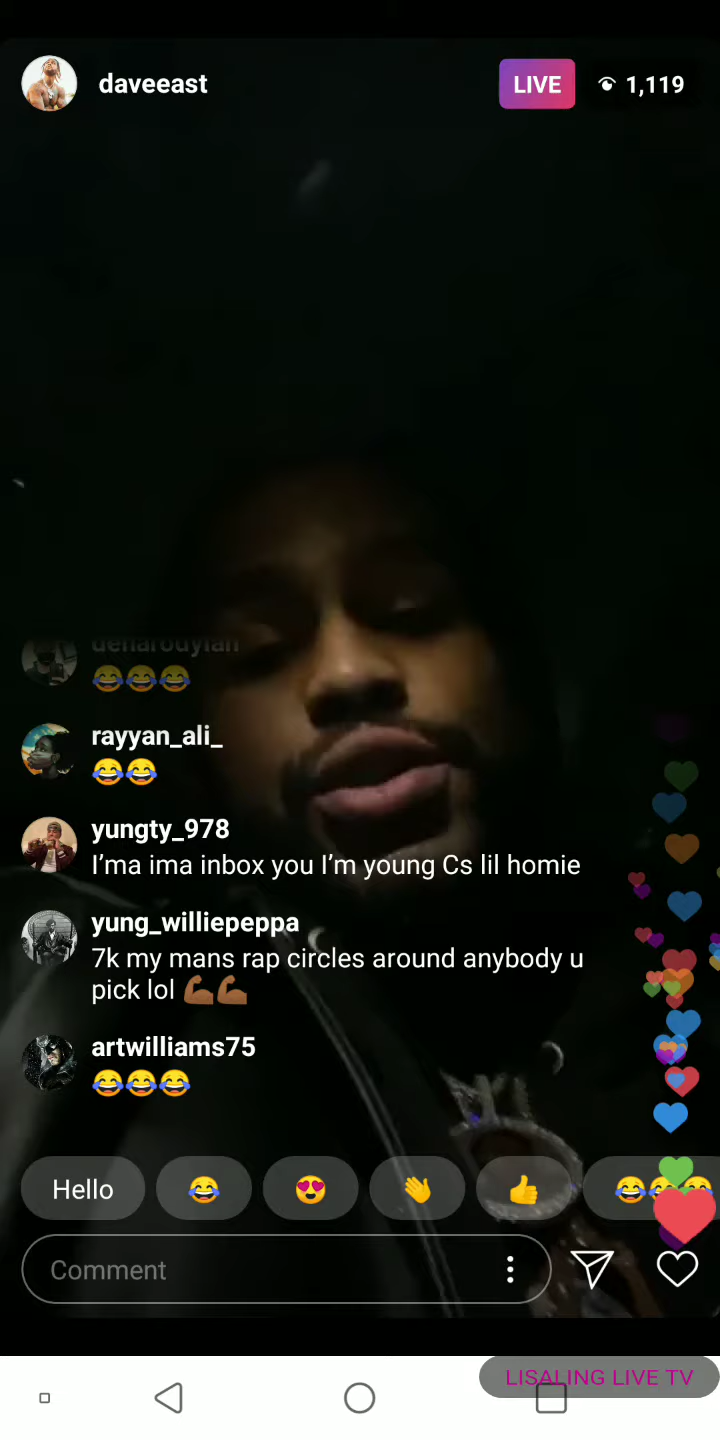 daveeast
LIVE
1,119
denarodylan
😂😂😂
rayyan_ali_
😂😂
yungty_978
I'ma ima inbox you I'm young Cs lil homie
yung_williepeppa
7k my mans rap circles around anybody u
pick lol 💪🏾💪🏾
artwilliams75
😂😂😂
Hello 😂 😍 👋 👍 😂😂😂
Comment
LISALING LIVE TV